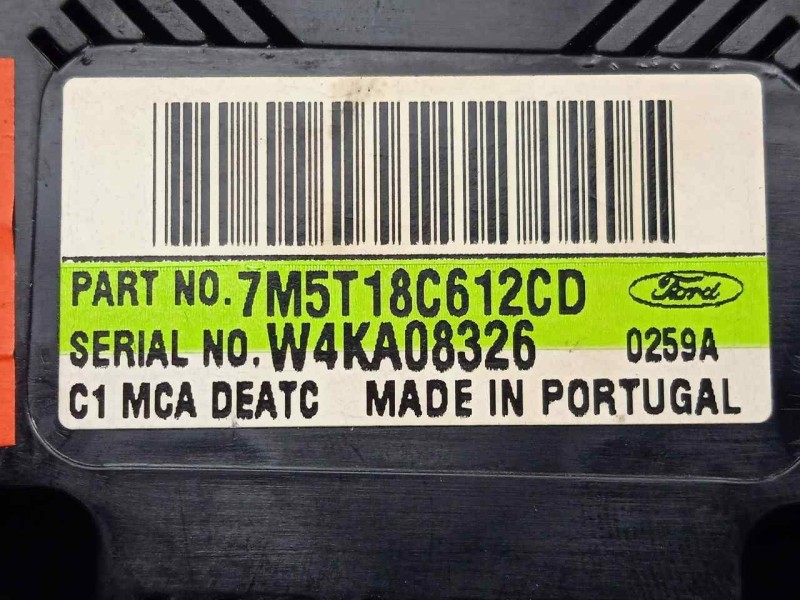 PART NO. 7M5T18C612CD Ford
SERIAL NO. W4KA08326 0259A
C1 MCA DEATC MADE IN PORTUGAL